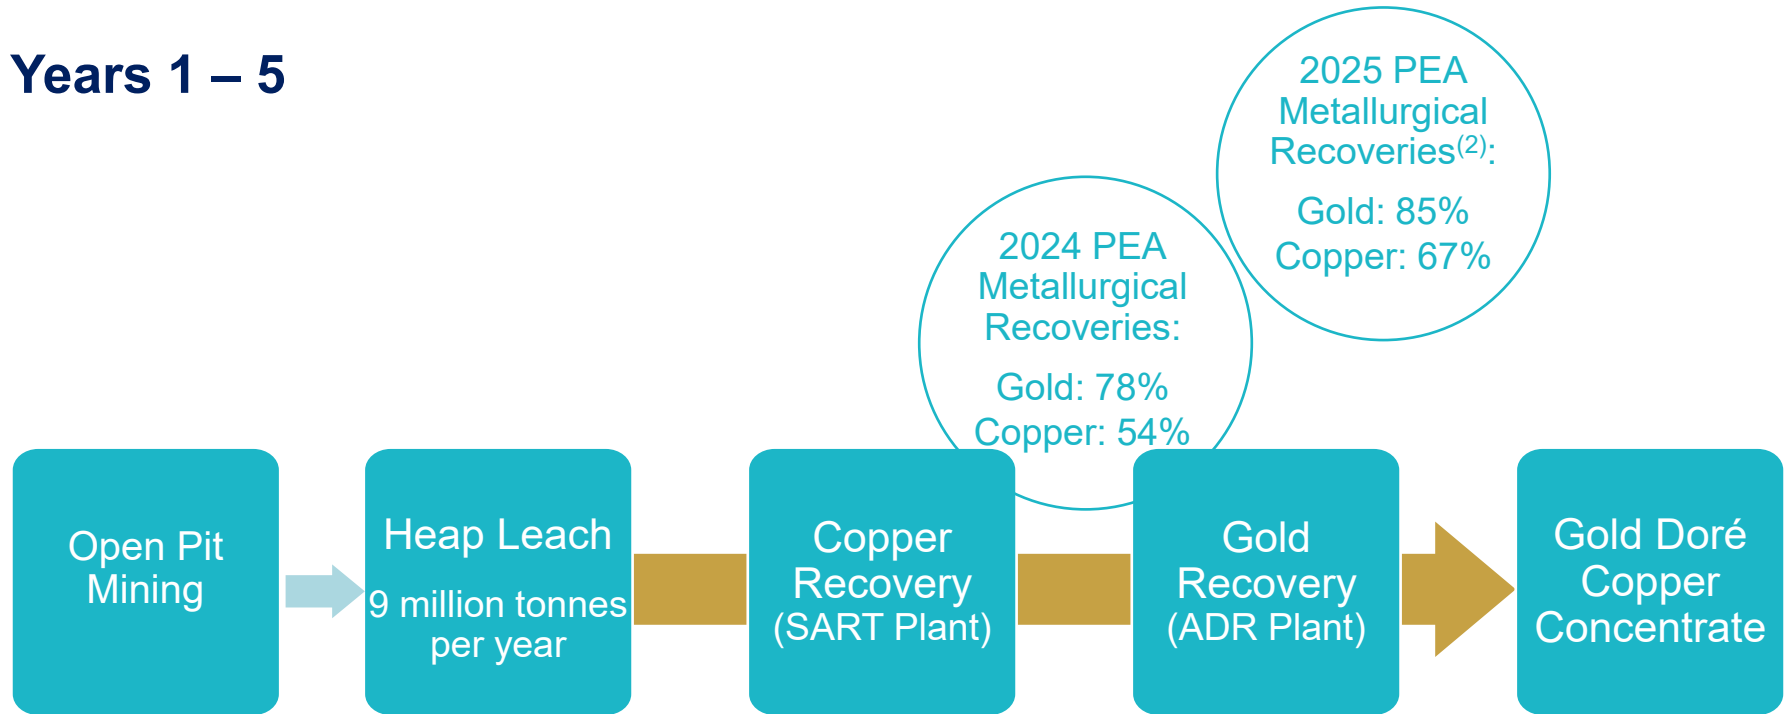 Years 1 – 5
2025 PEA
Metallurgical
Recoveries(2):
Gold: 85%
Copper: 67%
2024 PEA
Metallurgical
Recoveries:
Gold: 78%
Copper: 54%
Open Pit
Mining
Heap Leach
9 million tonnes
per year
Copper
Recovery
(SART Plant)
Gold
Recovery
(ADR Plant)
Gold Doré
Copper
Concentrate